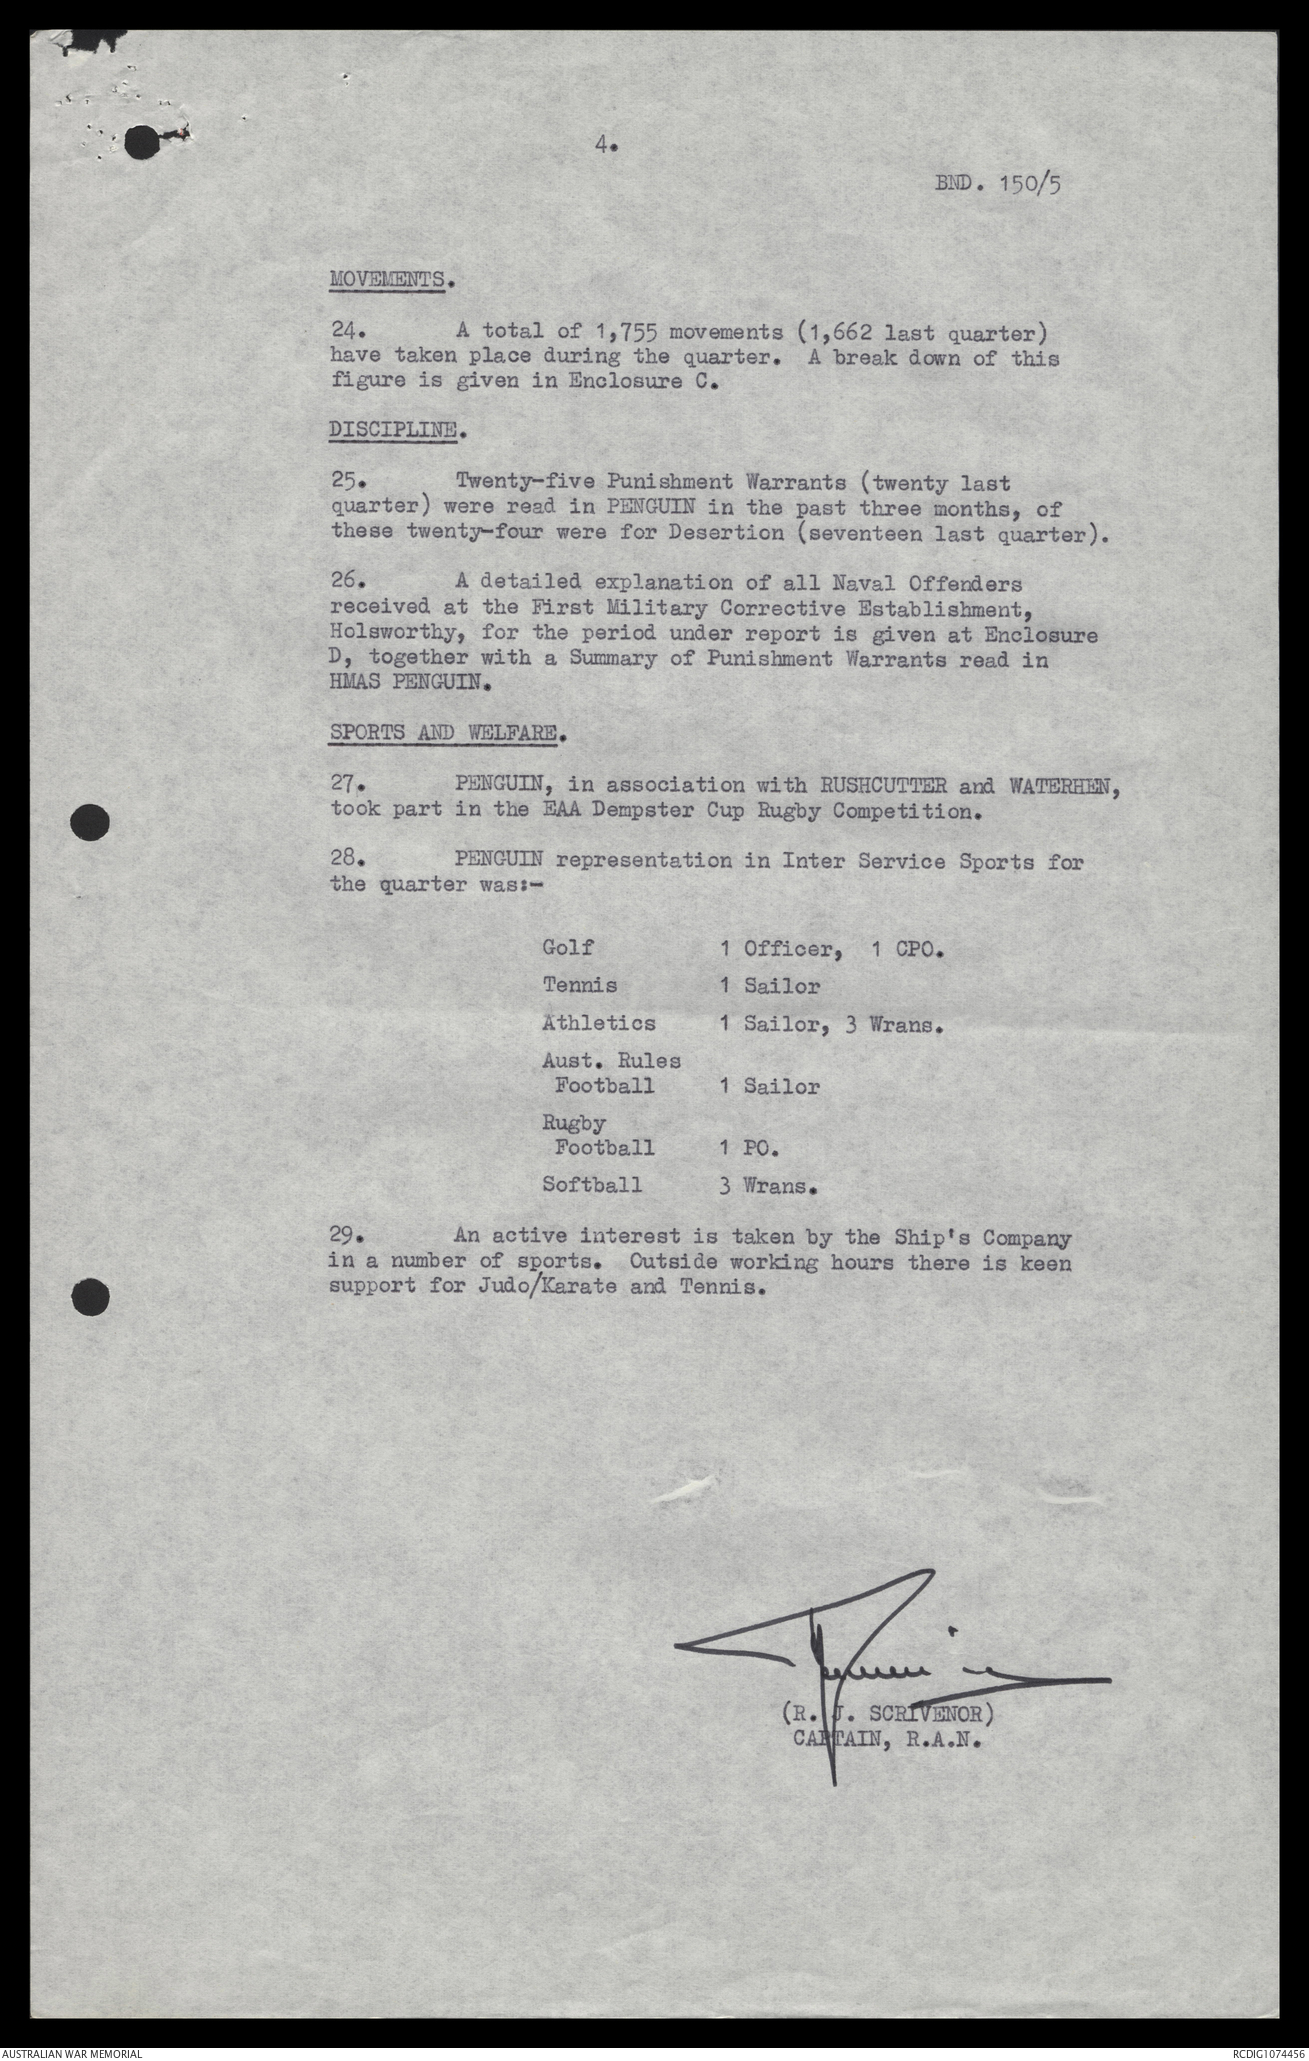 4.
BND. 150/5
MOVEMENTS.
24. A total of 1,755 movements (1,662 last quarter)
have taken place during the quarter. A break down of this
figure is given in Enclosure C.
DISCIPLINE.
25. Twenty-five Punishment Warrants (twenty last
quarter) were read in PENGUIN in the past three months, of
these twenty-four were for Desertion (seventeen last quarter).
26. A detailed explanation of all Naval Offenders
received at the First Military Corrective Establishment,
Holsworthy, for the period under report is given at Enclosure
D, together with a Summary of Punishment Warrants read in
HMAS PENGUIN.
SPORTS AND WELFARE.
27. PENGUIN, in association with RUSHCUTTER and WATERHEN,
took part in the EAA Dempster Cup Rugby Competition.
28. PENGUIN representation in Inter Service Sports for
the quarter was:-
Golf 1 Officer, 1 CPO.
Tennis 1 Sailor
Athletics 1 Sailor, 3 Wrans.
Aust. Rules
Football 1 Sailor
Rugby
Football 1 PO.
Softball 3 Wrans.
29. An active interest is taken by the Ship's Company
in a number of sports. Outside working hours there is keen
support for Judo/Karate and Tennis.
(R. J. SCRIVENOR)
CAPTAIN, R.A.N.
AUSTRALIAN WAR MEMORIAL
RCDIG1074456